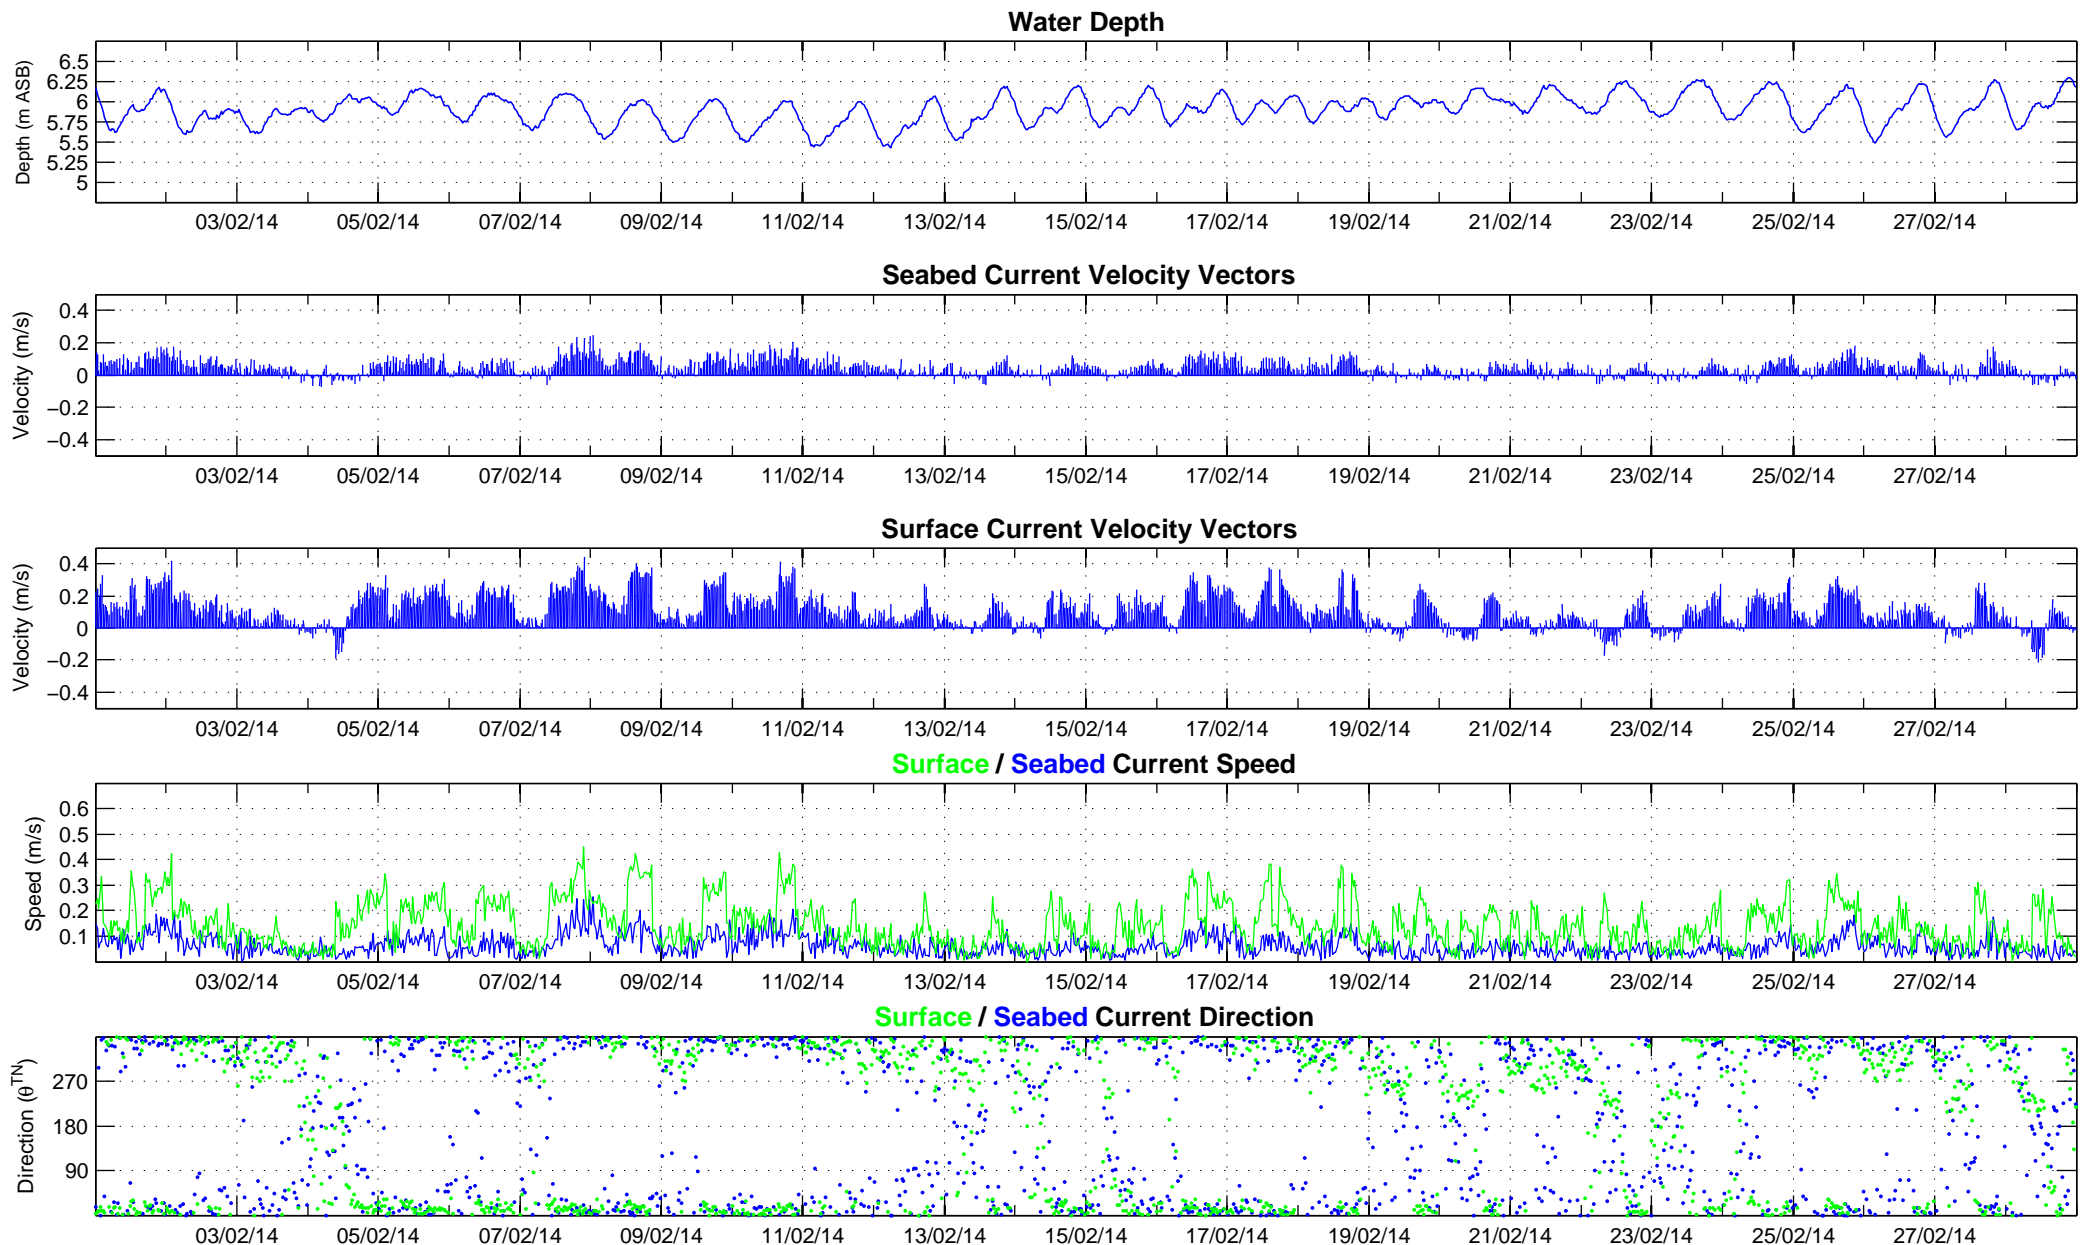 Water Depth
Depth (m ASB)
6.5
6.25
6
5.75
5.5
5.25
5
03/02/14 05/02/14 07/02/14 09/02/14 11/02/14 13/02/14 15/02/14 17/02/14 19/02/14 21/02/14 23/02/14 25/02/14 27/02/14
Seabed Current Velocity Vectors
Velocity (m/s)
0.4
0.2
0
−0.2
−0.4
03/02/14 05/02/14 07/02/14 09/02/14 11/02/14 13/02/14 15/02/14 17/02/14 19/02/14 21/02/14 23/02/14 25/02/14 27/02/14
Surface Current Velocity Vectors
Velocity (m/s)
0.4
0.2
0
−0.2
−0.4
03/02/14 05/02/14 07/02/14 09/02/14 11/02/14 13/02/14 15/02/14 17/02/14 19/02/14 21/02/14 23/02/14 25/02/14 27/02/14
Surface / Seabed Current Speed
Speed (m/s)
0.6
0.5
0.4
0.3
0.2
0.1
03/02/14 05/02/14 07/02/14 09/02/14 11/02/14 13/02/14 15/02/14 17/02/14 19/02/14 21/02/14 23/02/14 25/02/14 27/02/14
Surface / Seabed Current Direction
Direction (θ^TN)
270
180
90
03/02/14 05/02/14 07/02/14 09/02/14 11/02/14 13/02/14 15/02/14 17/02/14 19/02/14 21/02/14 23/02/14 25/02/14 27/02/14